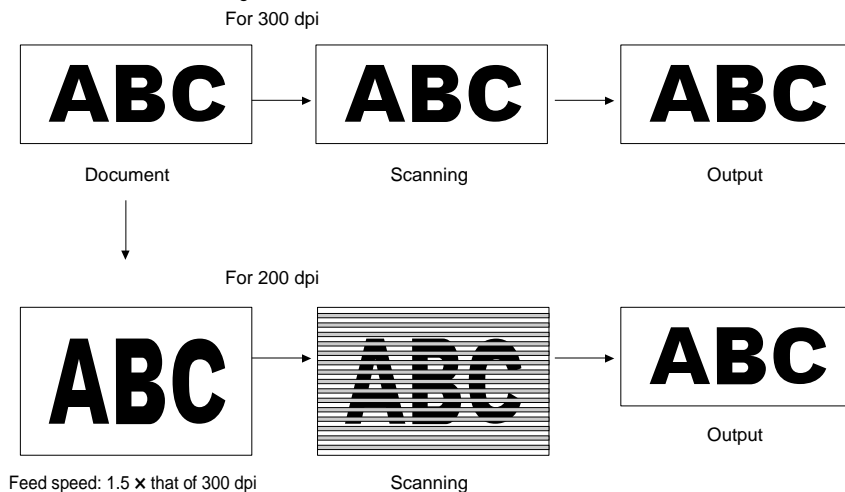 For 300 dpi
ABC ABC ABC
Document Scanning Output
For 200 dpi
ABC ABC ABC
Output
Feed speed: 1.5 × that of 300 dpi Scanning